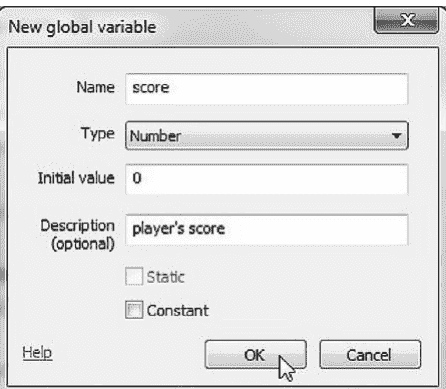 New global variable
X
Name score
Type Number
Initial value 0
Description
(optional) player's score
Static
Constant
Help OK Cancel